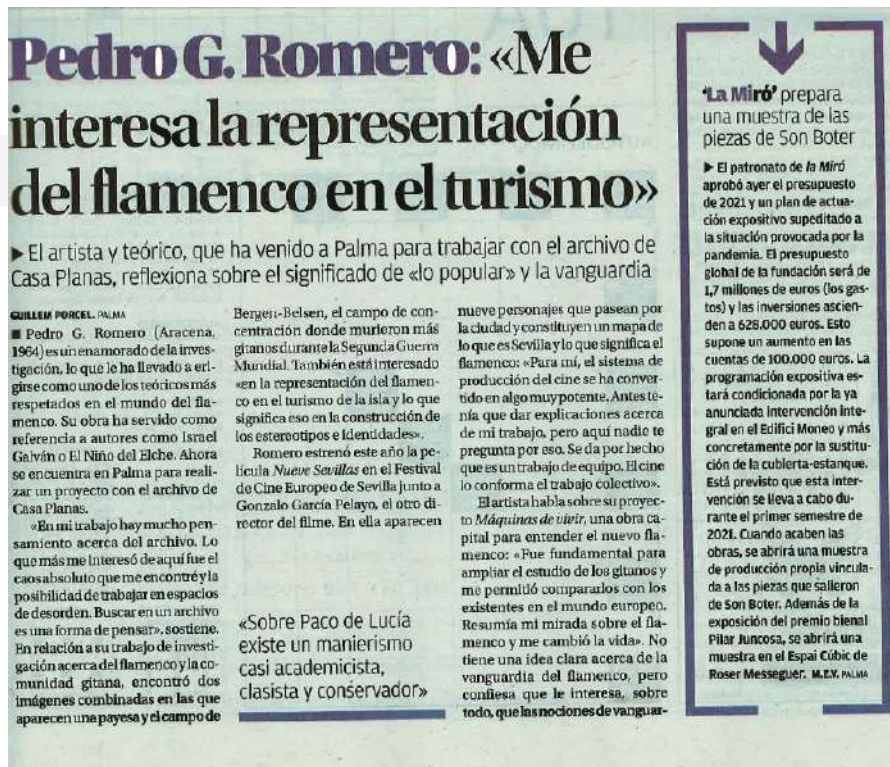 Pedro G. Romero: «Me
interesa la representación
del flamenco en el turismo»
▶ El artista y teórico, que ha venido a Palma para trabajar con el archivo de
Casa Planas, reflexiona sobre el significado de «lo popular» y la vanguardia
GUILLEM PORCEL. PALMA
■ Pedro G. Romero (Aracena,
1964) es un enamorado de la inves-
tigación, lo que le ha llevado a eri-
girse como uno de los teóricos más
respetados en el mundo del fla-
menco. Su obra ha servido como
referencia a autores como Israel
Galván o El Niño del Elche. Ahora
se encuentra en Palma para reali-
zar un proyecto con el archivo de
Casa Planas.
«En mi trabajo hay mucho pen-
samiento acerca del archivo. Lo
que más me interesó de aquí fue el
caos absoluto que me encontré y la
posibilidad de trabajar en espacios
de desorden. Buscar en un archivo
es una forma de pensar», sostiene.
En relación a su trabajo de investi-
gación acerca del flamenco y la co-
munidad gitana, encontró dos
imágenes combinadas en las que
aparecen una payesa y el campo de
Bergen-Belsen, el campo de con-
centración donde murieron más
gitanos durante la Segunda Guerra
Mundial. También está interesado
«en la representación del flamen-
co en el turismo de la isla y lo que
significa eso en la construcción de
los estereotipos e identidades».
Romero estrenó este año la pe-
lícula Nueve Sevillas en el Festival
de Cine Europeo de Sevilla junto a
Gonzalo García Pelayo, el otro di-
rector del filme. En ella aparecen
«Sobre Paco de Lucía
existe un manierismo
casi academicista,
clasista y conservador»
nueve personajes que pasean por
la ciudad y constituyen un mapa de
lo que es Sevilla y lo que significa el
flamenco: «Para mí, el sistema de
producción del cine se ha conver-
tido en algo muy potente. Antes te-
nía que dar explicaciones acerca
de mi trabajo, pero aquí nadie te
pregunta por eso. Se da por hecho
que es un trabajo de equipo. El cine
lo conforma el trabajo colectivo».
El artista habla sobre su proyec-
to Máquinas de vivir, una obra ca-
pital para entender el nuevo fla-
menco: «Fue fundamental para
ampliar el estudio de los gitanos y
me permitió compararlos con los
existentes en el mundo europeo.
Resumía mi mirada sobre el fla-
menco y me cambió la vida». No
tiene una idea clara acerca de la
vanguardia del flamenco, pero
confiesa que le interesa, sobre
todo, que las nociones de vanguar-
'La Miró' prepara
una muestra de las
piezas de Son Boter
▶ El patronato de la Miró
aprobó ayer el presupuesto
de 2021 y un plan de actua-
ción expositivo supeditado a
la situación provocada por la
pandemia. El presupuesto
global de la fundación será de
1,7 millones de euros (los gas-
tos) y las inversiones ascien-
den a 628.000 euros. Esto
supone un aumento en las
cuentas de 100.000 euros. La
programación expositiva es-
tará condicionada por la ya
anunciada intervención inte-
gral en el Edifici Moneo y más
concretamente por la sustitu-
ción de la cubierta-estanque.
Está previsto que esta inter-
vención se lleva a cabo du-
rante el primer semestre de
2021. Cuando acaben las
obras, se abrirá una muestra
de producción propia vincula-
da a las piezas que salieron
de Son Boter. Además de la
exposición del premio bienal
Pilar Juncosa, se abrirá una
muestra en el Espai Cúbic de
Roser Messeguer. M.E.V. PALMA